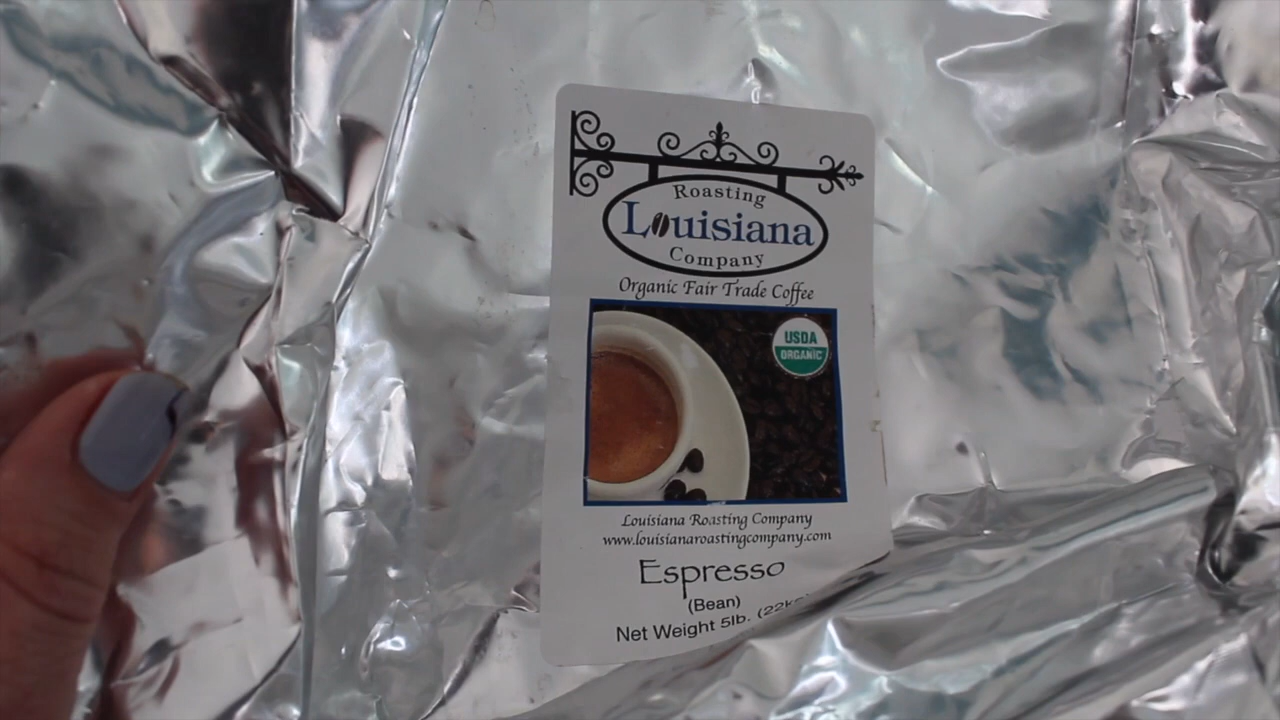 Roasting
Louisiana
Company
Organic Fair Trade Coffee
USDA
ORGANIC
Louisiana Roasting Company
www.louisianaroastingcompany.com
Espresso
(Bean)
Net Weight 5lb. (22kg